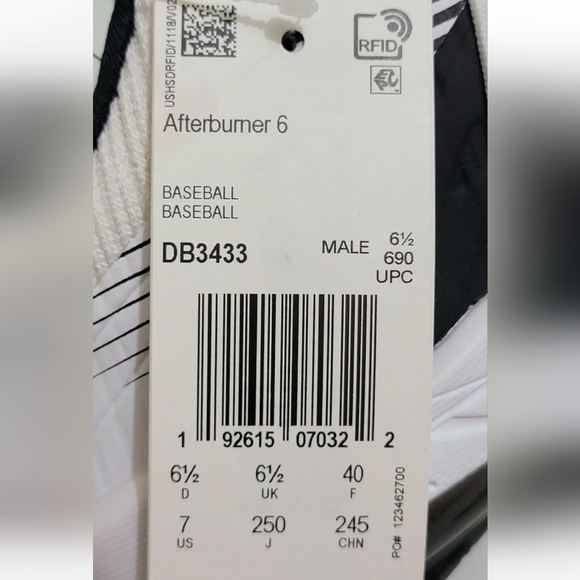 USHSDRFID/1118/V02
RFID
Afterburner 6
BASEBALL
BASEBALL
DB3433
MALE 6½
690
UPC
1 92615 07032 2
6½ 6½ 40
D UK F
7 250 245
US J CHN
PO# 123462700